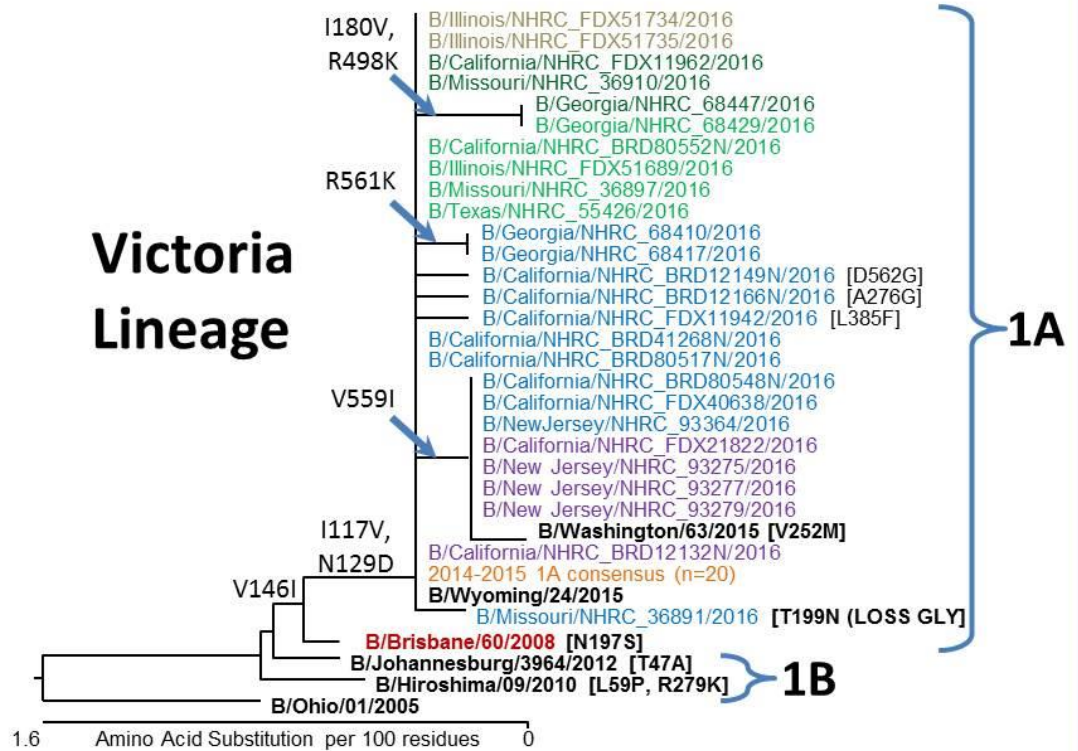 I180V,
R498K
B/Illinois/NHRC_FDX51734/2016
B/Illinois/NHRC_FDX51735/2016
B/California/NHRC_FDX11962/2016
B/Missouri/NHRC_36910/2016
B/Georgia/NHRC_68447/2016
B/Georgia/NHRC_68429/2016
B/California/NHRC_BRD80552N/2016
B/Illinois/NHRC_FDX51689/2016
R561K
B/Missouri/NHRC_36897/2016
B/Texas/NHRC_55426/2016
B/Georgia/NHRC_68410/2016
B/Georgia/NHRC_68417/2016
Victoria
Lineage
B/California/NHRC_BRD12149N/2016 [D562G]
B/California/NHRC_BRD12166N/2016 [A276G]
B/California/NHRC_FDX11942/2016 [L385F]
1A
B/California/NHRC_BRD41268N/2016
B/California/NHRC_BRD80517N/2016
B/California/NHRC_BRD80548N/2016
V559I
B/California/NHRC_FDX40638/2016
B/NewJersey/NHRC_93364/2016
B/California/NHRC_FDX21822/2016
B/New Jersey/NHRC_93275/2016
B/New Jersey/NHRC_93277/2016
B/New Jersey/NHRC_93279/2016
I117V,
N129D
B/Washington/63/2015 [V252M]
B/California/NHRC_BRD12132N/2016
2014-2015 1A consensus (n=20)
V146I
B/Wyoming/24/2015
B/Missouri/NHRC_36891/2016 [T199N (LOSS GLY]
B/Brisbane/60/2008 [N197S]
B/Johannesburg/3964/2012 [T47A]
B/Hiroshima/09/2010 [L59P, R279K]
1B
B/Ohio/01/2005
1.6 Amino Acid Substitution per 100 residues 0